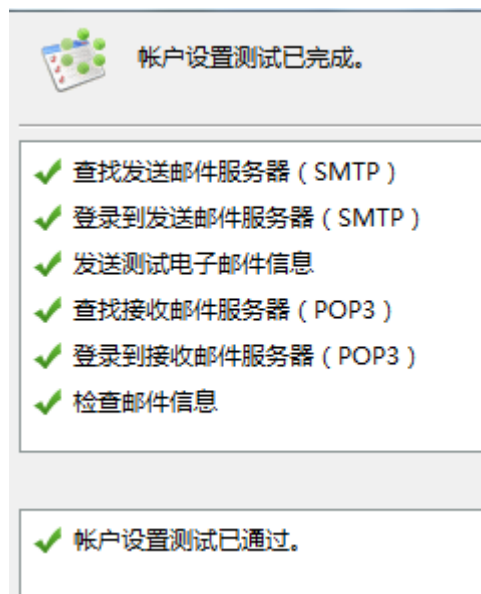 帐户设置测试已完成。
查找发送邮件服务器（SMTP）
登录到发送邮件服务器（SMTP）
发送测试电子邮件信息
查找接收邮件服务器（POP3）
登录到接收邮件服务器（POP3）
检查邮件信息
帐户设置测试已通过。